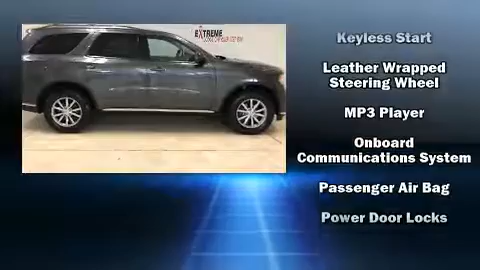 EXTREME
Keyless Start
Leather Wrapped
Steering Wheel
MP3 Player
Onboard
Communications System
Passenger Air Bag
Power Door Locks